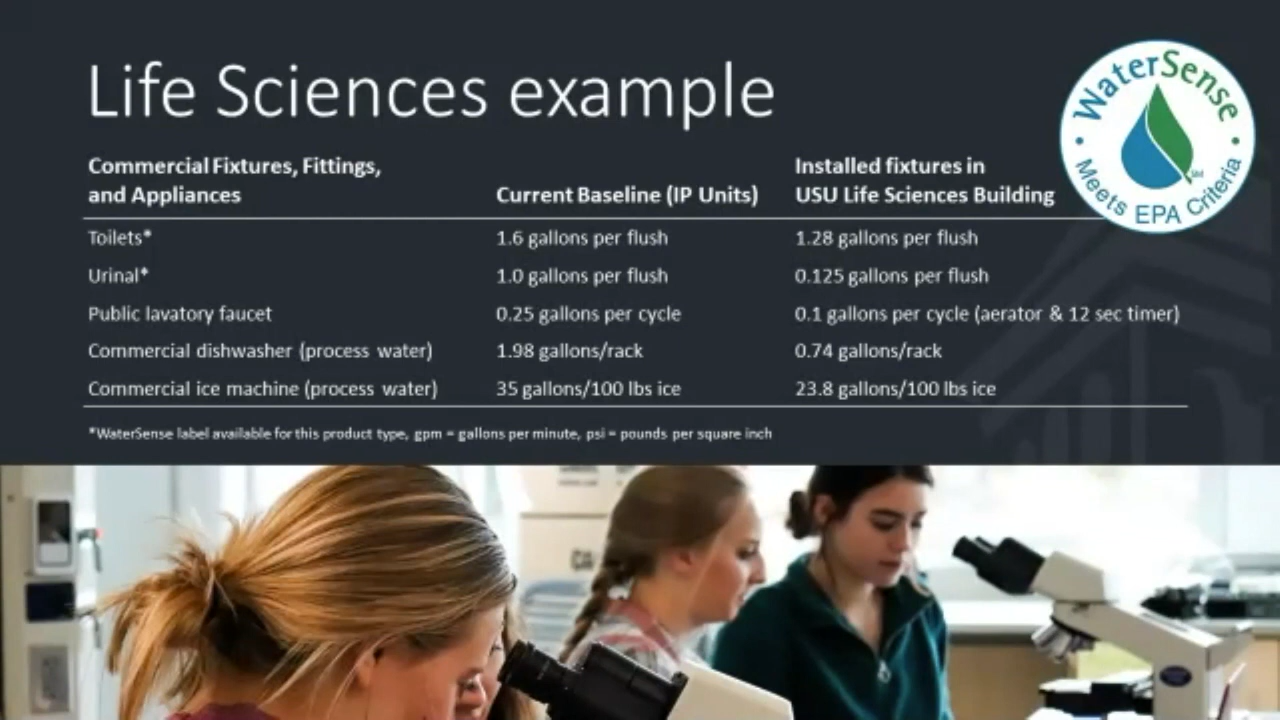 Life Sciences example
WaterSense
Meets EPA Criteria
Commercial Fixtures, Fittings,
and Appliances
Current Baseline (IP Units)
Installed fixtures in
USU Life Sciences Building
Toilets* 1.6 gallons per flush 1.28 gallons per flush
Urinal* 1.0 gallons per flush 0.125 gallons per flush
Public lavatory faucet 0.25 gallons per cycle 0.1 gallons per cycle (aerator & 12 sec timer)
Commercial dishwasher (process water) 1.98 gallons/rack 0.74 gallons/rack
Commercial ice machine (process water) 35 gallons/100 lbs ice 23.8 gallons/100 lbs ice
*WaterSense label available for this product type, gpm = gallons per minute, psi = pounds per square inch